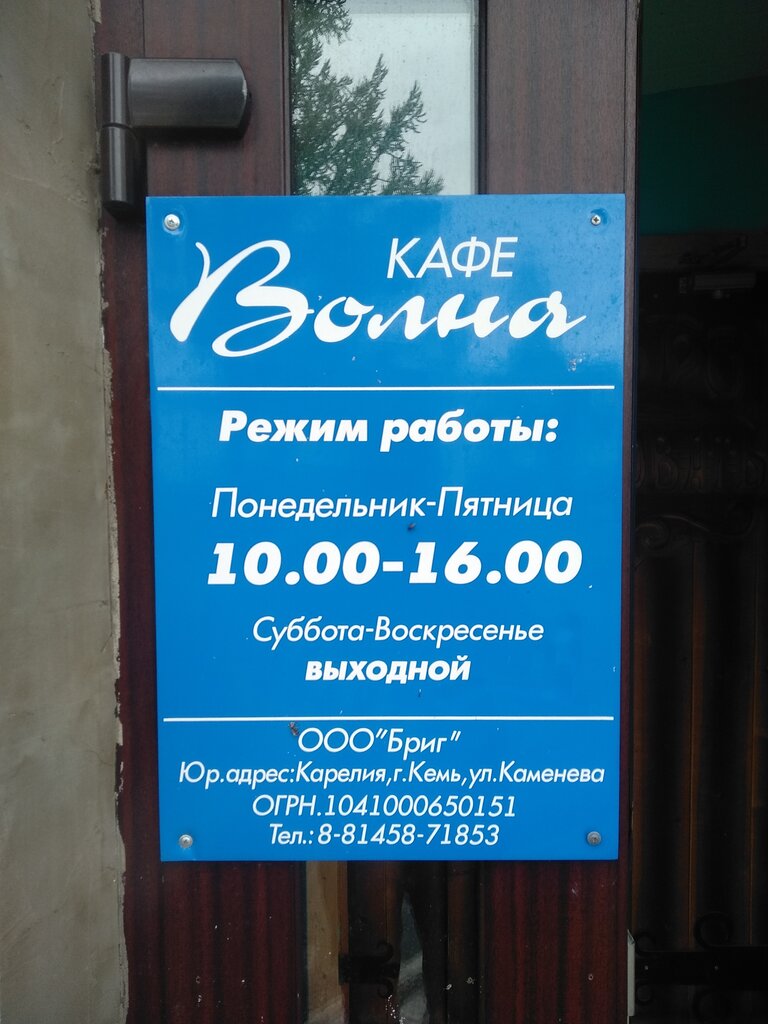 КАФЕ
Волна
Режим работы:
Понедельник-Пятница
10.00-16.00
Суббота-Воскресенье
выходной
ООО"Бриг"
Юр.адрес:Карелия,г.Кемь,ул.Каменева
ОГРН.1041000650151
Тел.:8-81458-71853